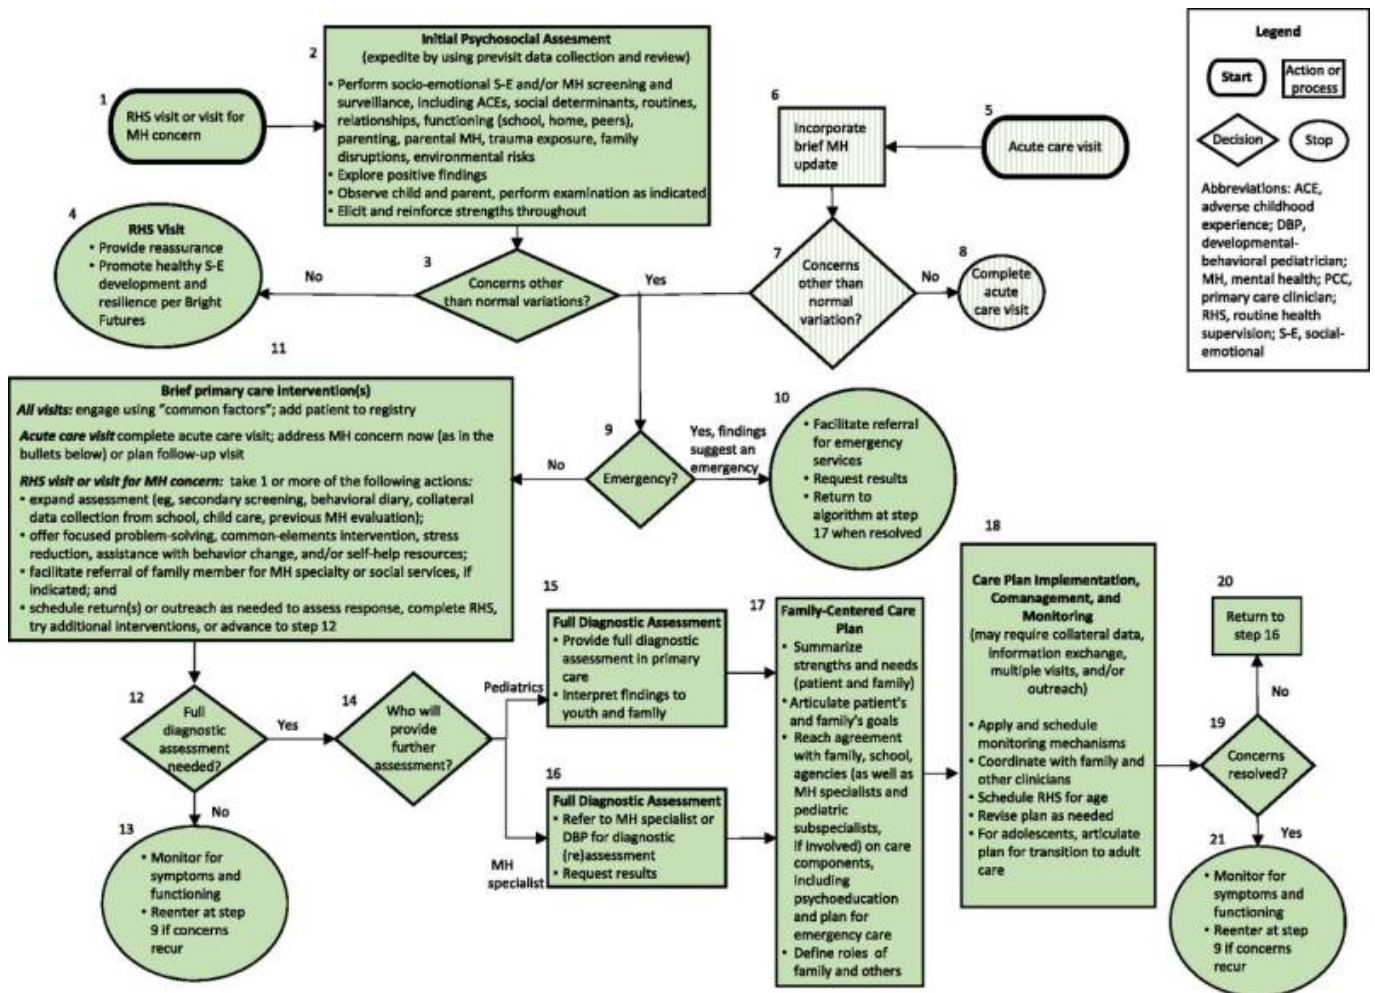 1
RHS visit or visit for
MH concern
2
Initial Psychosocial Assesment
(expedite by using previsit data collection and review)
• Perform socio-emotional S-E and/or MH screening and
surveillance, including ACEs, social determinants, routines,
relationships, functioning (school, home, peers),
parenting, parental MH, trauma exposure, family
disruptions, environmental risks
• Explore positive findings
• Observe child and parent, perform examination as indicated
• Elicit and reinforce strengths throughout
3
Concerns other
than normal variations?
No
Yes
4
RHS Visit
• Provide reassurance
• Promote healthy S-E
development and
resilience per Bright
Futures
5
Acute care visit
6
Incorporate
brief MH
update
7
Concerns
other than
normal
variation?
No
8
Complete
acute
care visit
Legend
Start
Action or
process
Decision
Stop
Abbreviations: ACE,
adverse childhood
experience; DBP,
developmental-
behavioral pediatrician;
MH, mental health; PCC,
primary care clinician;
RHS, routine health
supervision; S-E, social-
emotional
9
Emergency?
No
Yes, findings
suggest an
emergency
10
• Facilitate referral
for emergency
services
• Request results
• Return to
algorithm at step
17 when resolved
11
Brief primary care intervention(s)
All visits: engage using "common factors"; add patient to registry
Acute care visit complete acute care visit; address MH concern now (as in the
bullets below) or plan follow-up visit
RHS visit or visit for MH concern: take 1 or more of the following actions:
• expand assessment (eg, secondary screening, behavioral diary, collateral
data collection from school, child care, previous MH evaluation);
• offer focused problem-solving, common-elements intervention, stress
reduction, assistance with behavior change, and/or self-help resources;
• facilitate referral of family member for MH specialty or social services, if
indicated; and
• schedule return(s) or outreach as needed to assess response, complete RHS,
try additional interventions, or advance to step 12
12
Full
diagnostic
assessment
needed?
Yes
No
13
• Monitor for
symptoms and
functioning
• Reenter at step
9 if concerns
recur
14
Who will
provide
further
assessment?
Pediatrics
MH
specialist
15
Full Diagnostic Assessment
• Provide full diagnostic
assessment in primary
care
• Interpret findings to
youth and family
16
Full Diagnostic Assessment
• Refer to MH specialist or
DBP for diagnostic
(re)assessment
• Request results
17
Family-Centered Care
Plan
• Summarize
strengths and needs
(patient and family)
• Articulate patient's
and family's goals
• Reach agreement
with family, school,
agencies (as well as
MH specialists and
pediatric
subspecialists,
if involved) on care
components,
including
psychoeducation
and plan for
emergency care
• Define roles of
family and others
18
Care Plan Implementation,
Comanagement, and
Monitoring
(may require collateral data,
information exchange,
multiple visits, and/or
outreach)
• Apply and schedule
monitoring mechanisms
• Coordinate with family and
other clinicians
• Schedule RHS for age
• Revise plan as needed
• For adolescents, articulate
plan for transition to adult
care
19
Concerns
resolved?
No
Yes
20
Return to
step 16
21
• Monitor for
symptoms and
functioning
• Reenter at step
9 if concerns
recur